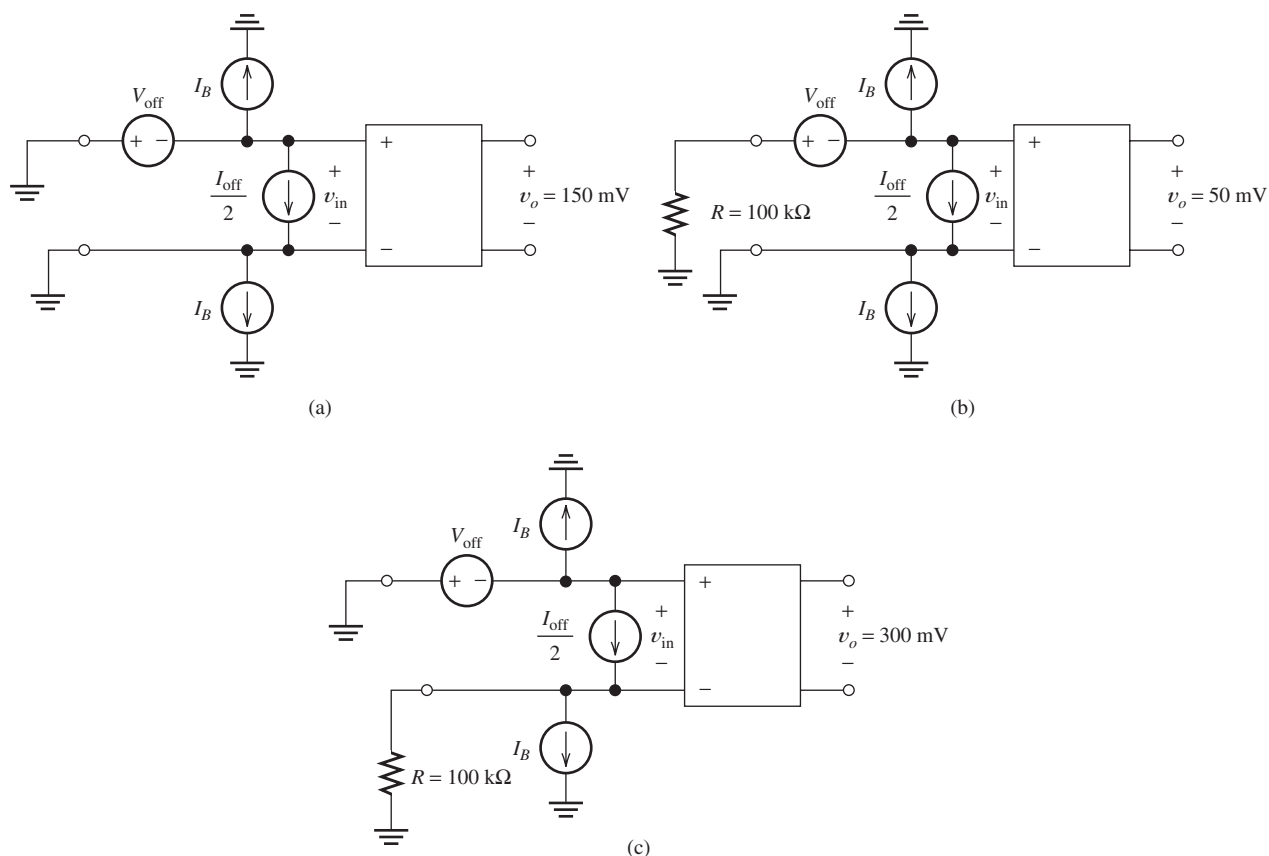 I_B
V_off
+ −
I_off/2
+
v_in
−
+
−
+
v_o = 150 mV
−
I_B
(a)
I_B
V_off
+ −
R = 100 kΩ
I_off/2
+
v_in
−
+
−
+
v_o = 50 mV
−
I_B
(b)
I_B
V_off
+ −
I_off/2
+
v_in
−
+
−
+
v_o = 300 mV
−
R = 100 kΩ
I_B
(c)